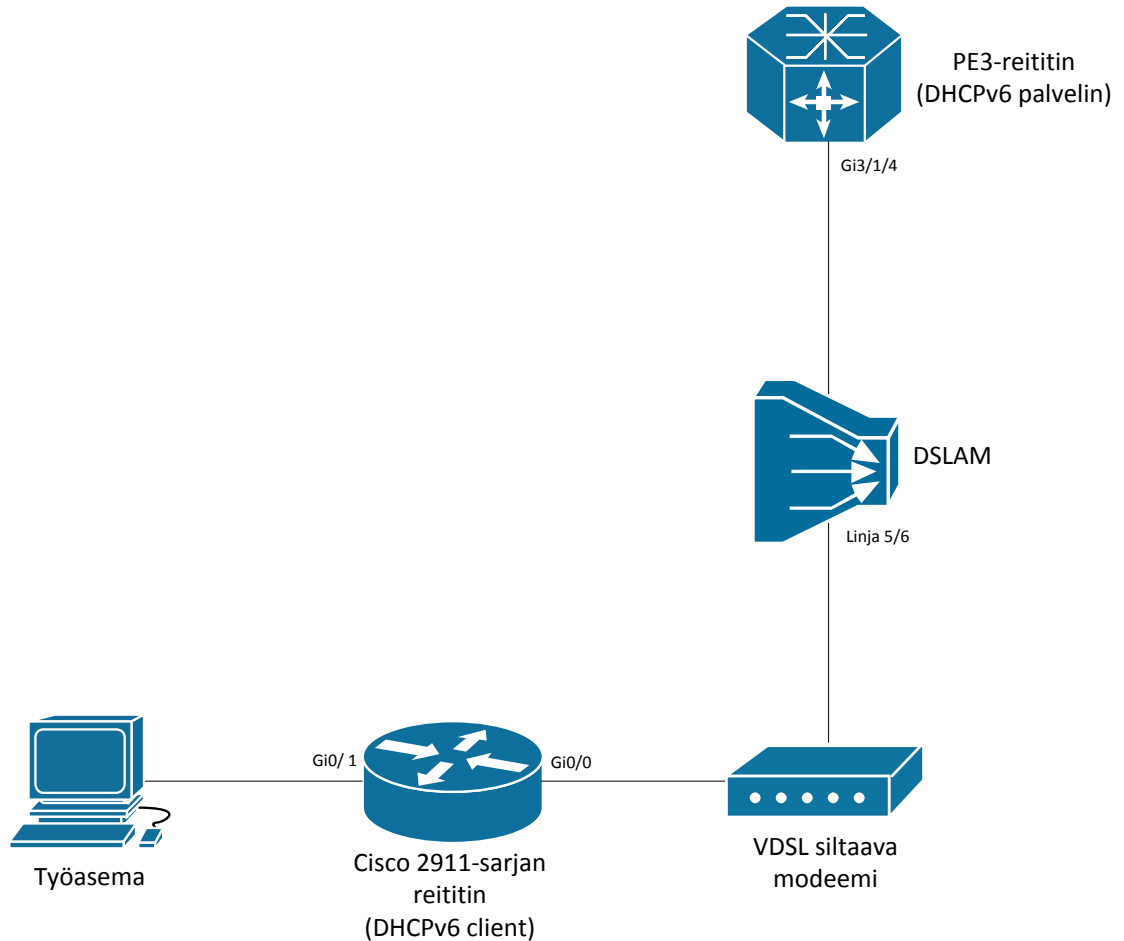 PE3-reititin
(DHCPv6 palvelin)
Gi3/1/4
DSLAM
Linja 5/6
Gi0/ 1
Gi0/0
Työasema
Cisco 2911-sarjan
reititin
(DHCPv6 client)
VDSL siltaava
modeemi